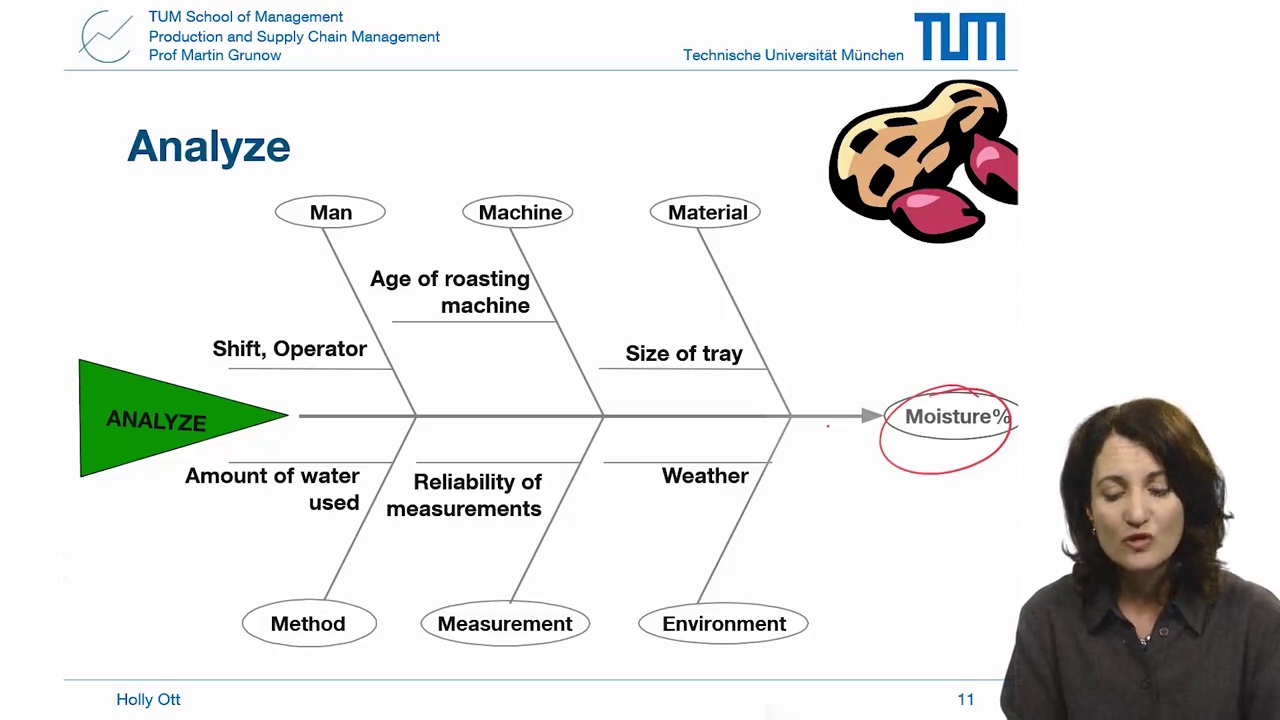 TUM School of Management
Production and Supply Chain Management
Prof Martin Grunow
Technische Universität München
TUM
Analyze
Man
Machine
Material
Age of roasting
machine
Shift, Operator
Size of tray
ANALYZE
Moisture%
Amount of water
used
Reliability of
measurements
Weather
Method
Measurement
Environment
Holly Ott
11